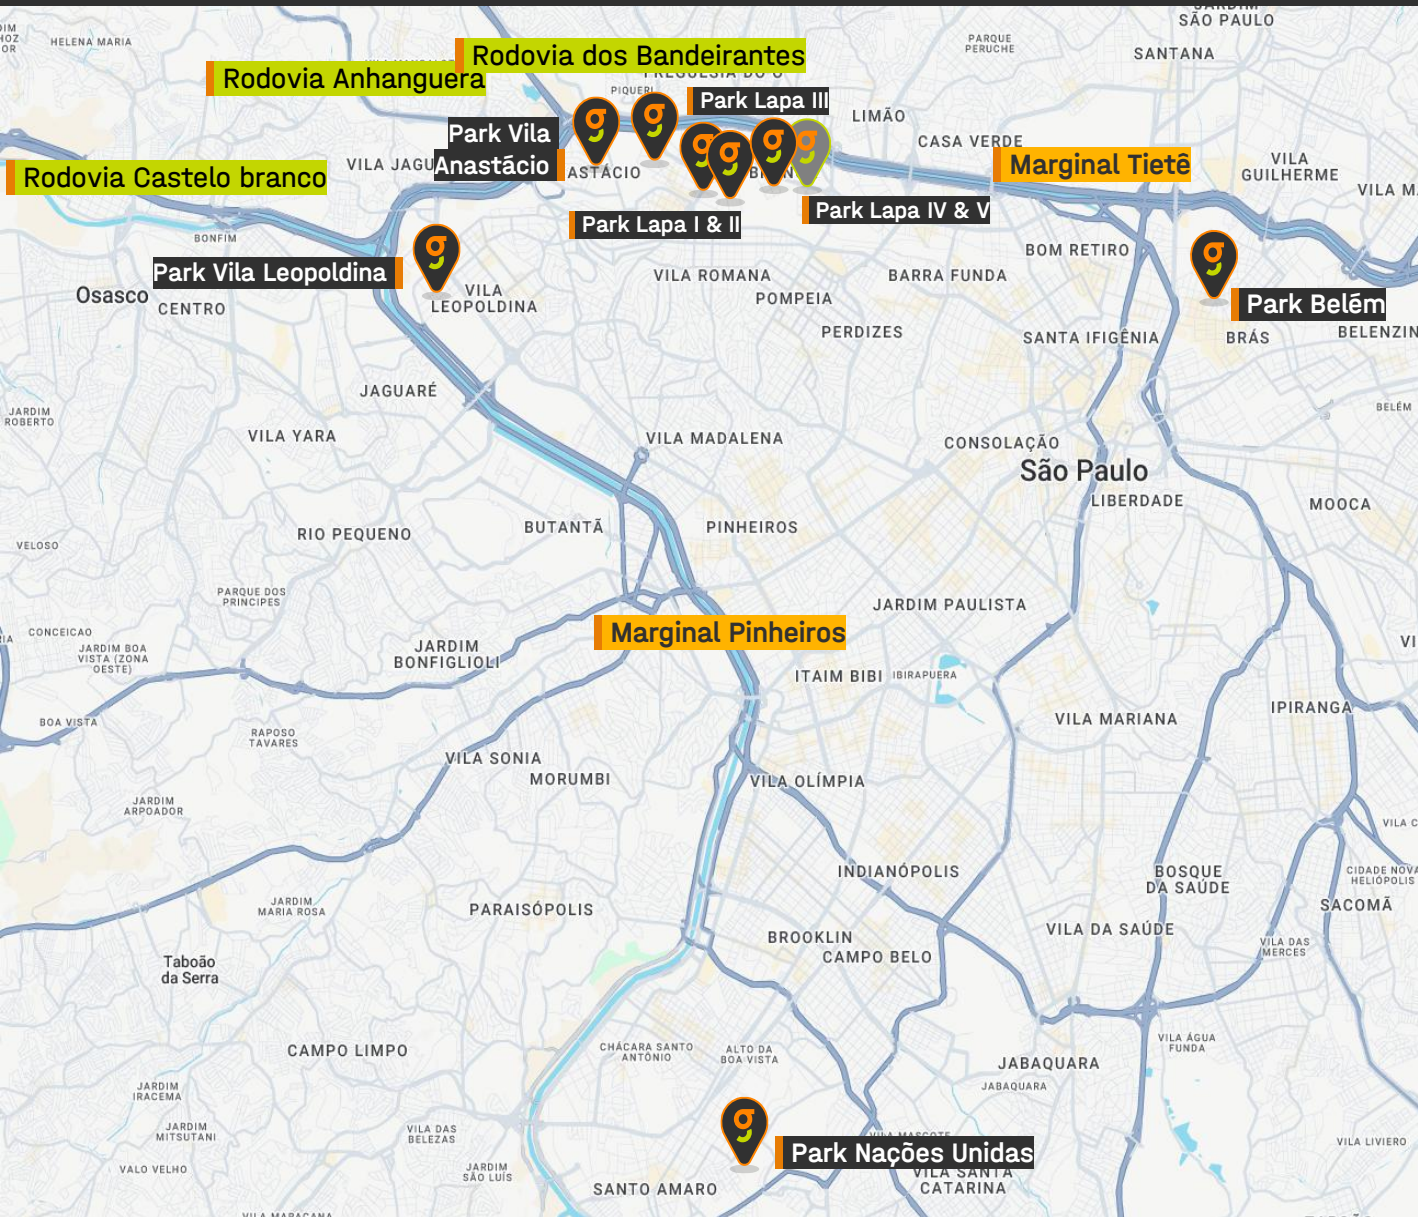 SÃO PAULO
HELENA MARIA
PARQUE
PERUCHE
SANTANA
Rodovia dos Bandeirantes
Rodovia Anhanguera
PIQUERI
Park Lapa III
LIMÃO
CASA VERDE
Park Vila
Anastácio
VILA JAGU
ASTÁCIO
Marginal Tietê
VILA
GUILHERME
Rodovia Castelo branco
VILA M
Park Lapa I & II
Park Lapa IV & V
BONFIM
BOM RETIRO
Park Vila Leopoldina
VILA
LEOPOLDINA
VILA ROMANA
BARRA FUNDA
Osasco
CENTRO
POMPEIA
Park Belém
PERDIZES
SANTA IFIGÊNIA
BRÁS
BELENZIN
JAGUARÉ
JARDIM
ROBERTO
BELÉM
VILA YARA
VILA MADALENA
CONSOLAÇÃO
São Paulo
LIBERDADE
MOOCA
RIO PEQUENO
BUTANTÃ
PINHEIROS
VELOSO
PARQUE DOS
PRINCIPES
JARDIM PAULISTA
CONCEICAO
Marginal Pinheiros
JARDIM BOA
VISTA (ZONA
OESTE)
JARDIM
BONFIGLIOLI
VI
ITAIM BIBI
IBIRAPUERA
BOA VISTA
VILA MARIANA
IPIRANGA
RAPOSO
TAVARES
VILA SONIA
MORUMBI
VILA OLÍMPIA
JARDIM
ARPOADOR
VILA C
INDIANÓPOLIS
BOSQUE
DA SAÚDE
CIDADE NOVA
HELIÓPOLIS
JARDIM
MARIA ROSA
PARAISÓPOLIS
SACOMÃ
BROOKLIN
VILA DA SAÚDE
VILA DAS
MERCES
CAMPO BELO
Taboão
da Serra
CAMPO LIMPO
CHÁCARA SANTO
ANTÔNIO
ALTO DA
BOA VISTA
VILA ÁGUA
FUNDA
JABAQUARA
JABAQUARA
JARDIM
IRACEMA
JARDIM
MITSUTANI
VILA DAS
BELEZAS
VILA LIVIERO
Park Nações Unidas
VALO VELHO
JARDIM
SÃO LUÍS
VILA SANTA
CATARINA
SANTO AMARO